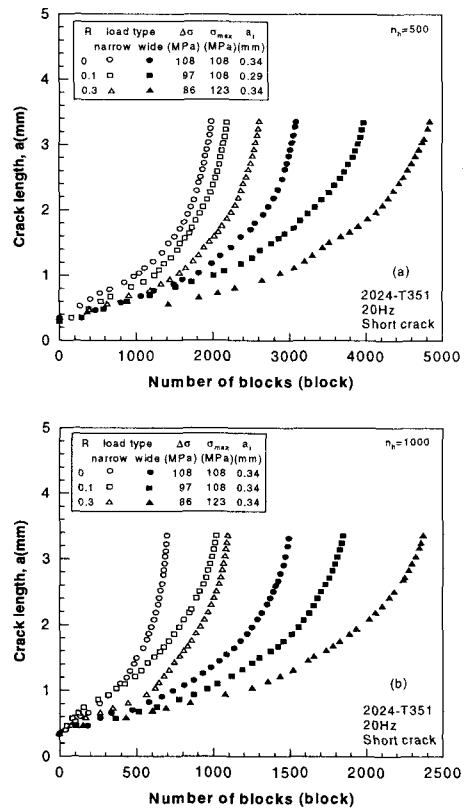 5
4
3
2
1
0
Crack length, a(mm)
R load type Δσ σmax ai
narrow wide (MPa) (MPa) (mm)
0 ○ ● 108 108 0.34
0.1 □ ■ 97 108 0.29
0.3 △ ▲ 86 123 0.34
nh=500
(a)
2024-T351
20Hz
Short crack
0 1000 2000 3000 4000 5000
Number of blocks (block)
5
4
3
2
1
0
Crack length, a(mm)
R load type Δσ σmax ai
narrow wide (MPa) (MPa) (mm)
0 ○ ● 108 108 0.34
0.1 □ ■ 97 108 0.34
0.3 △ ▲ 86 123 0.34
nh=1000
(b)
2024-T351
20Hz
Short crack
0 500 1000 1500 2000 2500
Number of blocks (block)